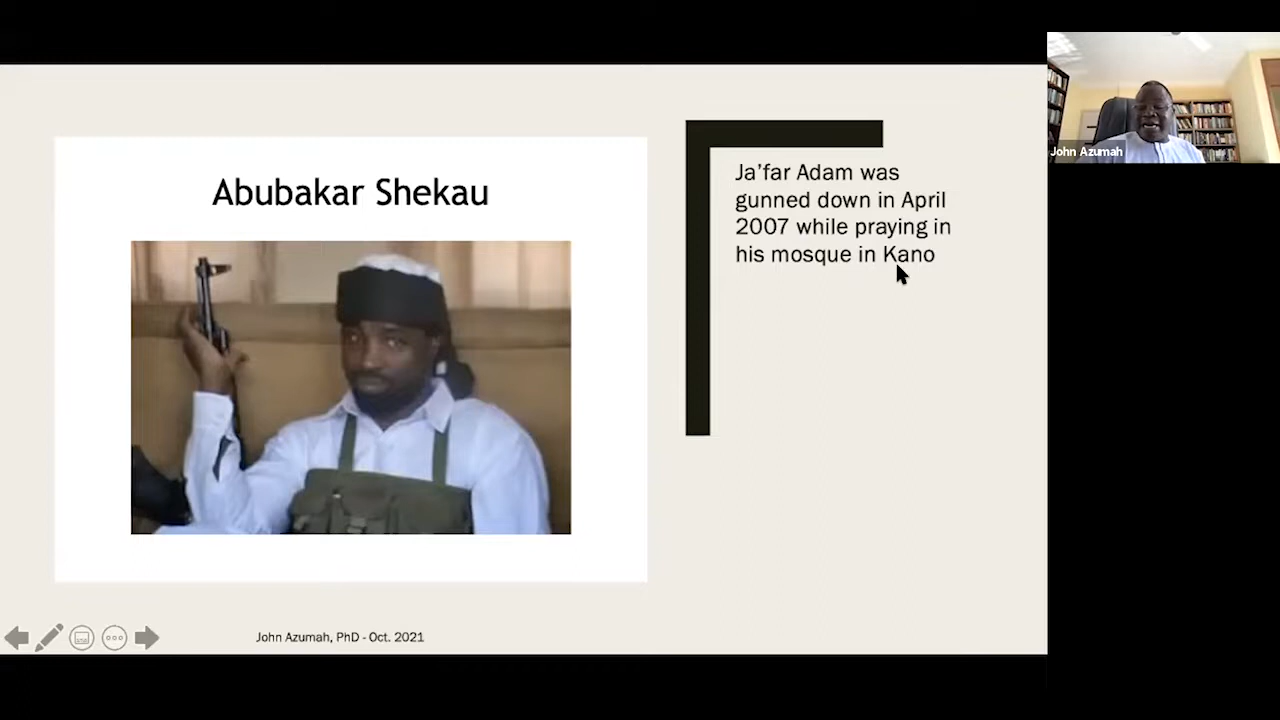 Abubakar Shekau
Ja’far Adam was
gunned down in April
2007 while praying in
his mosque in Kano
John Azumah, PhD - Oct. 2021
John Azumah